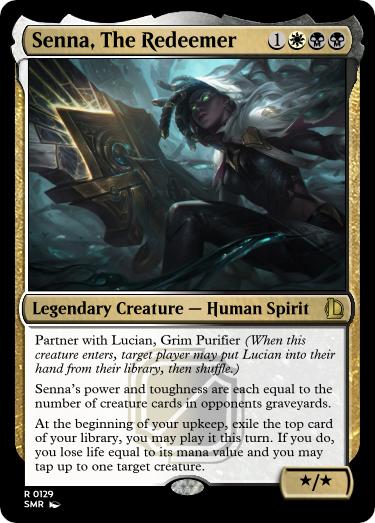 Senna, The Redeemer 1
Legendary Creature — Human Spirit
Partner with Lucian, Grim Purifier (When this
creature enters, target player may put Lucian into their
hand from their library, then shuffle.)
Senna's power and toughness are each equal to the
number of creature cards in opponents graveyards.
At the beginning of your upkeep, exile the top card
of your library, you may play it this turn. If you do,
you lose life equal to its mana value and you may
tap up to one target creature.
★/★
R 0129
SMR